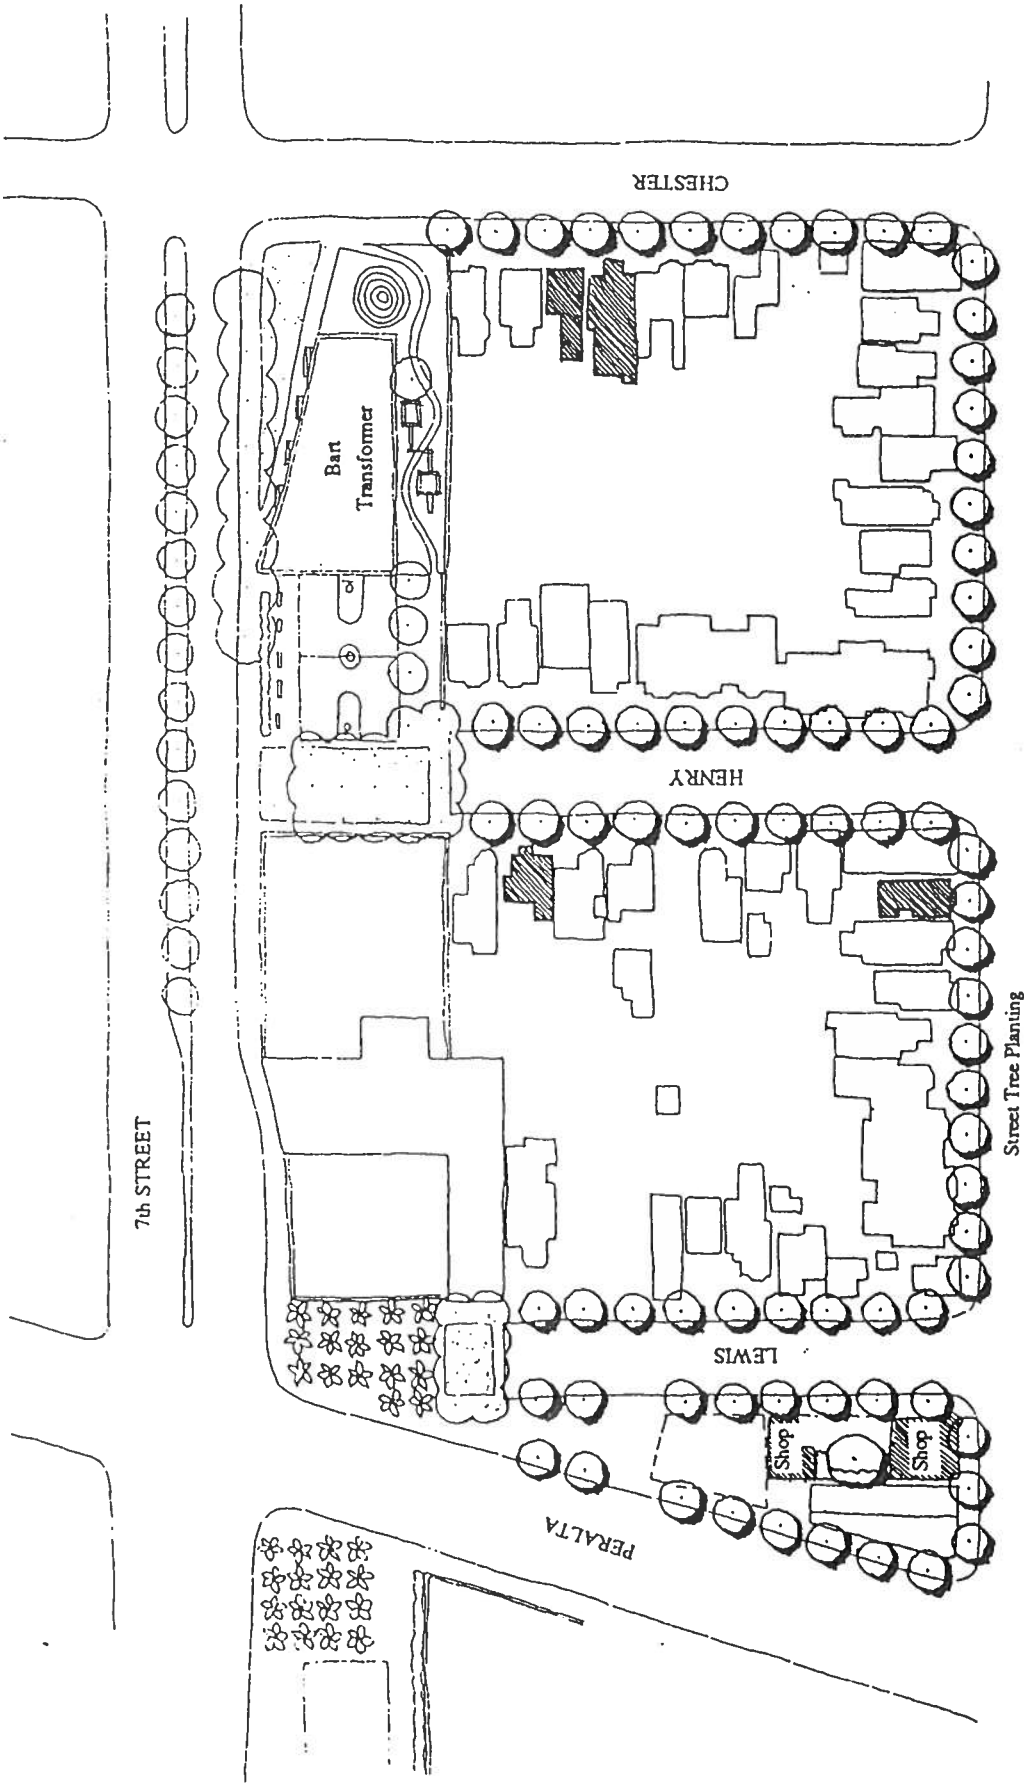 CHESTER
Bart
Transformer
HENRY
7th STREET
Street Tree Planting
LEWIS
Shop
Shop
PERALTA